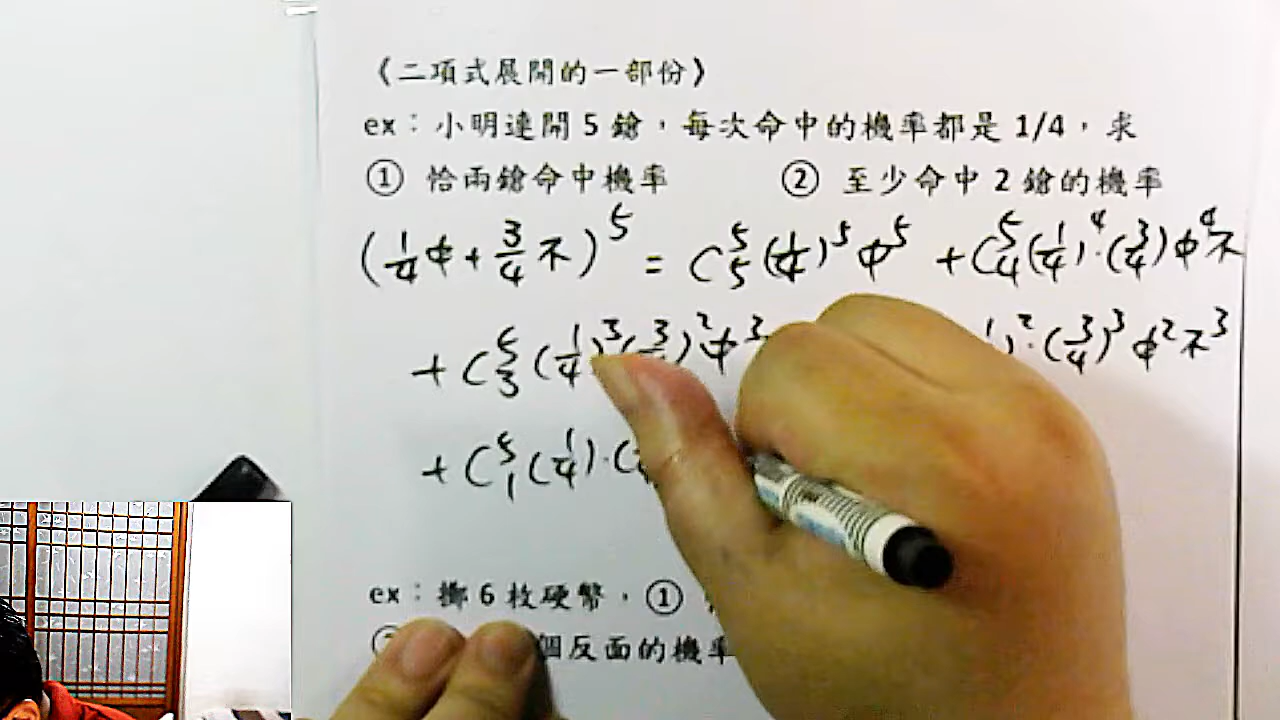 《二項式展開的一部份》
ex：小明連開5鎗，每次命中的機率都是1/4，求
① 恰兩鎗命中機率 ② 至少命中2鎗的機率
(1/4 中 + 3/4 不)^5 = C^5_5 (1/4)^5 中^5 + C^5_4 (1/4)^4 · (3/4) 中^4 不
+ C^5_3 (1/4)^3 (3/4)^2 中^3 )^2 · (3/4)^3 中^2 不^3
+ C^5_1 (1/4) · (
ex：擲6枚硬幣，①
個反面的機率